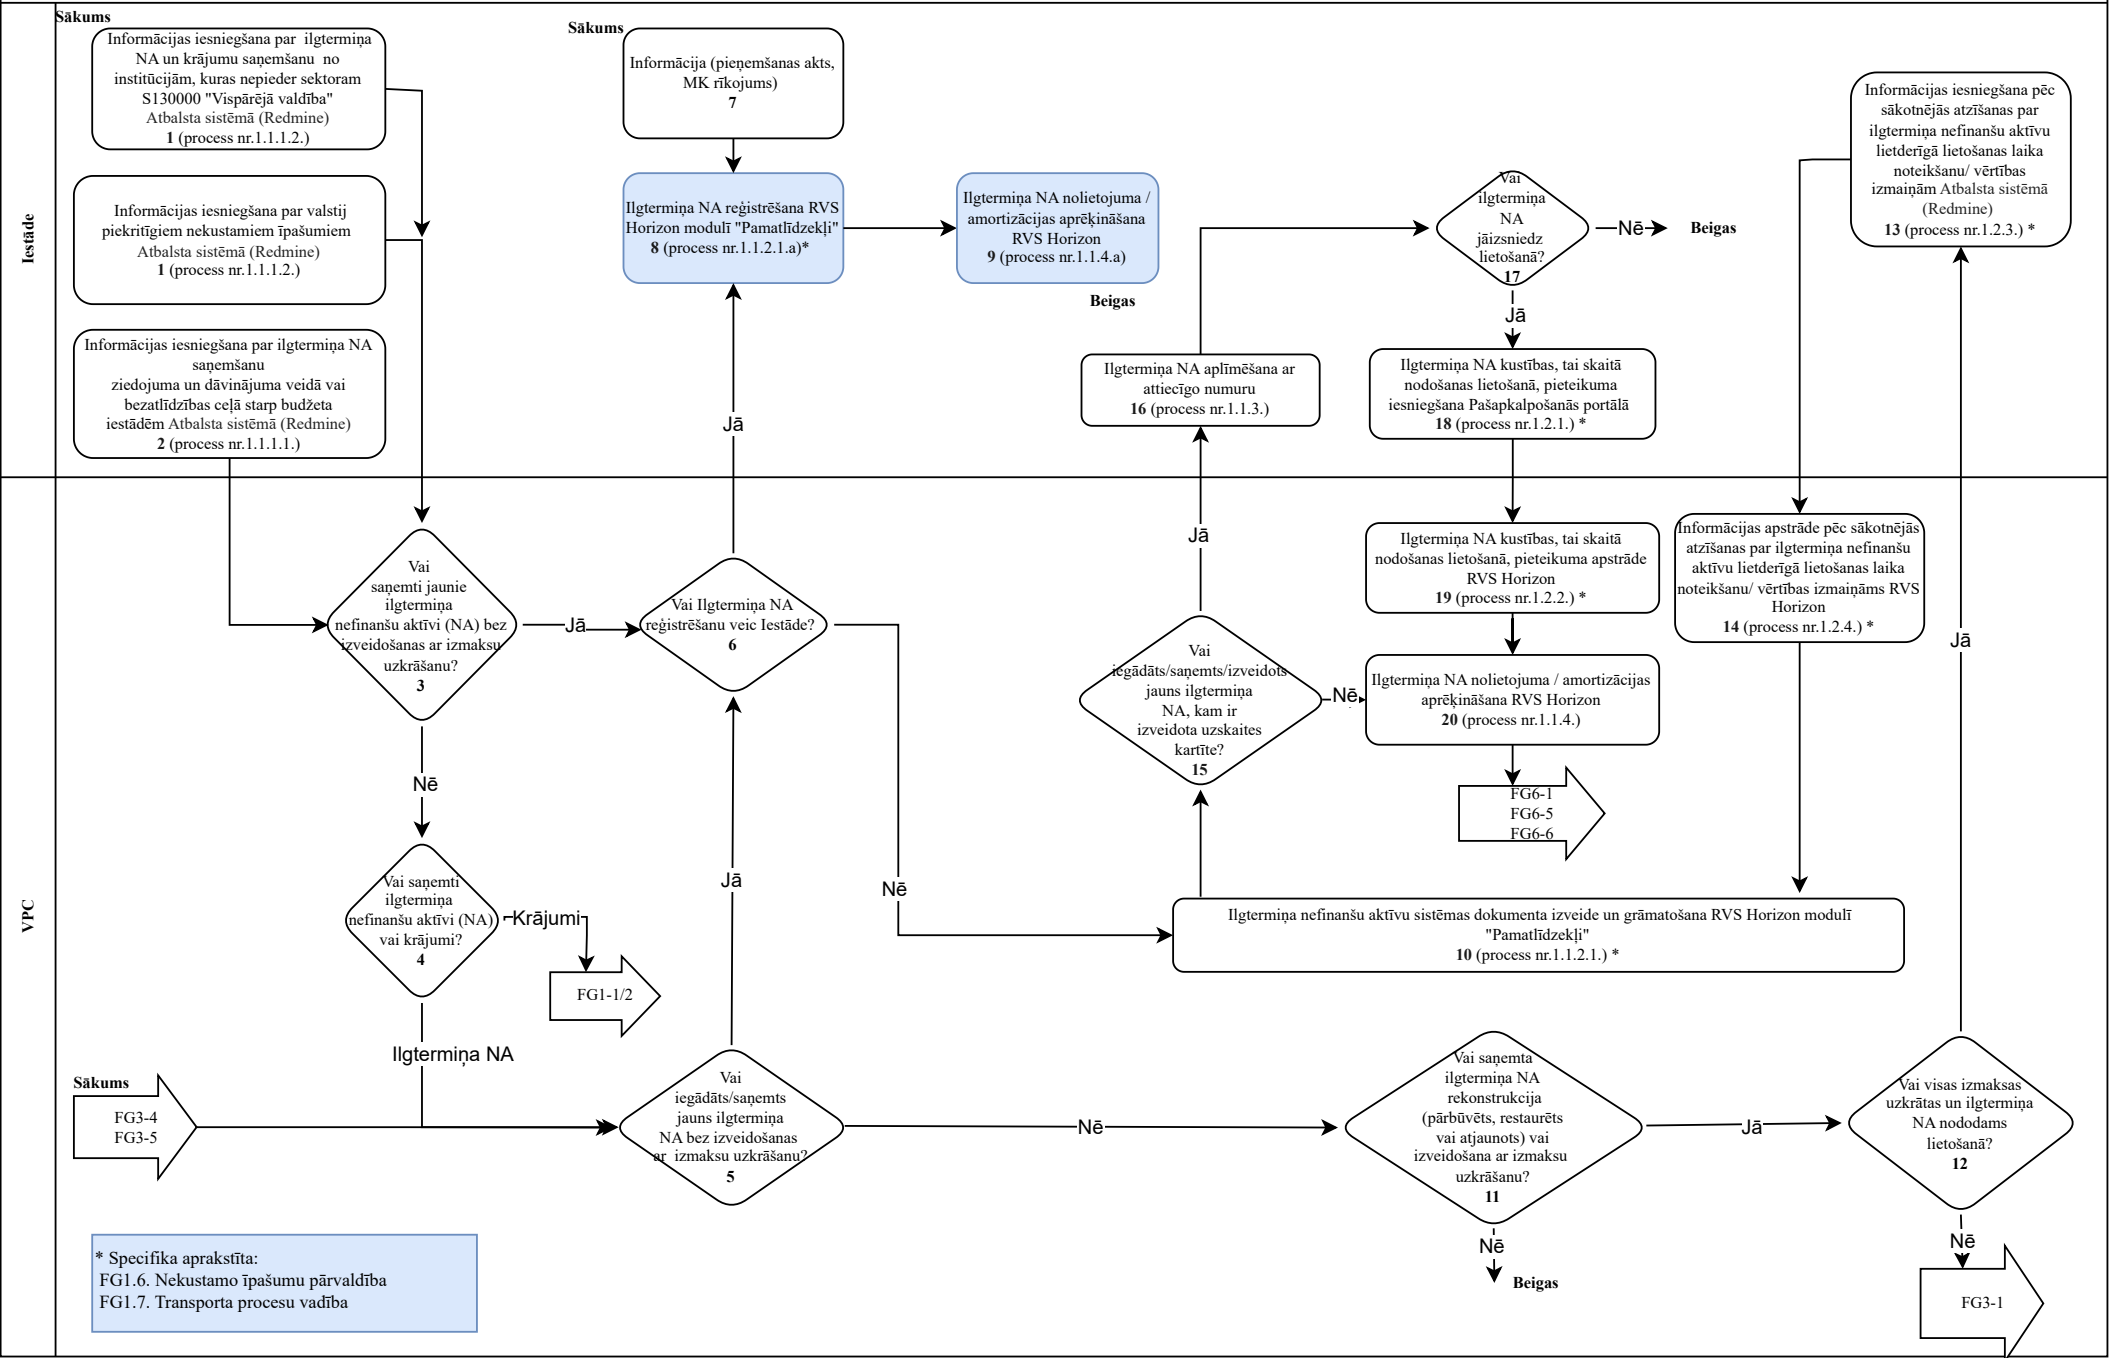 Iestāde
Sākums
Informācijas iesniegšana par ilgtermiņa
NA un krājumu saņemšanu no
institūcijām, kuras nepieder sektoram
S130000 "Vispārējā valdība"
Atbalsta sistēmā (Redmine)
1 (process nr.1.1.1.2.)
Informācijas iesniegšana par valstij
piekritīgiem nekustamiem īpašumiem
Atbalsta sistēmā (Redmine)
1 (process nr.1.1.1.2.)
Informācijas iesniegšana par ilgtermiņa NA
saņemšanu
ziedojuma un dāvinājuma veidā vai
bezatlīdzības ceļā starp budžeta
iestādēm Atbalsta sistēmā (Redmine)
2 (process nr.1.1.1.1.)
Sākums
Informācija (pieņemšanas akts,
MK rīkojums)
7
Ilgtermiņa NA reģistrēšana RVS
Horizon modulī "Pamatlīdzekļi"
8 (process nr.1.1.2.1.a)*
Ilgtermiņa NA nolietojuma /
amortizācijas aprēķināšana
RVS Horizon
9 (process nr.1.1.4.a)
Beigas
Jā
Ilgtermiņa NA aplīmēšana ar
attiecīgo numuru
16 (process nr.1.1.3.)
Vai
ilgtermiņa
NA
jāizsniedz
lietošanā?
17
Nē
Beigas
Jā
Ilgtermiņa NA kustības, tai skaitā
nodošanas lietošanā, pieteikuma
iesniegšana Pašapkalpošanās portālā
18 (process nr.1.2.1.) *
Informācijas iesniegšana pēc
sākotnējās atzīšanas par
ilgtermiņa nefinanšu aktīvu
lietderīgā lietošanas laika
noteikšanu/ vērtības
izmaiņām Atbalsta sistēmā
(Redmine)
13 (process nr.1.2.3.) *
VPC
Vai
saņemti jaunie
ilgtermiņa
nefinanšu aktīvi (NA) bez
izveidošanas ar izmaksu
uzkrāšanu?
3
Jā
Vai Ilgtermiņa NA
reģistrēšanu veic Iestāde?
6
Nē
Jā
Nē
Vai saņemti
ilgtermiņa
nefinanšu aktīvi (NA)
vai krājumi?
4
Krājumi
FG1-1/2
Ilgtermiņa NA
Jā
Vai
iegādāts/saņemts/izveidots
jauns ilgtermiņa
NA, kam ir
izveidota uzskaites
kartīte?
15
Nē
Ilgtermiņa NA kustības, tai skaitā
nodošanas lietošanā, pieteikuma apstrāde
RVS Horizon
19 (process nr.1.2.2.) *
Ilgtermiņa NA nolietojuma / amortizācijas
aprēķināšana RVS Horizon
20 (process nr.1.1.4.)
FG6-1
FG6-5
FG6-6
Informācijas apstrāde pēc sākotnējās
atzīšanas par ilgtermiņa nefinanšu
aktīvu lietderīgā lietošanas laika
noteikšanu/ vērtības izmaiņāms RVS
Horizon
14 (process nr.1.2.4.) *
Jā
Ilgtermiņa nefinanšu aktīvu sistēmas dokumenta izveide un grāmatošana RVS Horizon modulī
"Pamatlīdzekļi"
10 (process nr.1.1.2.1.) *
Sākums
FG3-4
FG3-5
Vai
iegādāts/saņemts
jauns ilgtermiņa
NA bez izveidošanas
ar izmaksu uzkrāšanu?
5
Nē
Vai saņemta
ilgtermiņa NA
rekonstrukcija
(pārbūvēts, restaurēts
vai atjaunots) vai
izveidošana ar izmaksu
uzkrāšanu?
11
Nē
Beigas
Jā
Vai visas izmaksas
uzkrātas un ilgtermiņa
NA nododams
lietošanā?
12
Nē
FG3-1
* Specifika aprakstīta:
FG1.6. Nekustamo īpašumu pārvaldība
FG1.7. Transporta procesu vadība